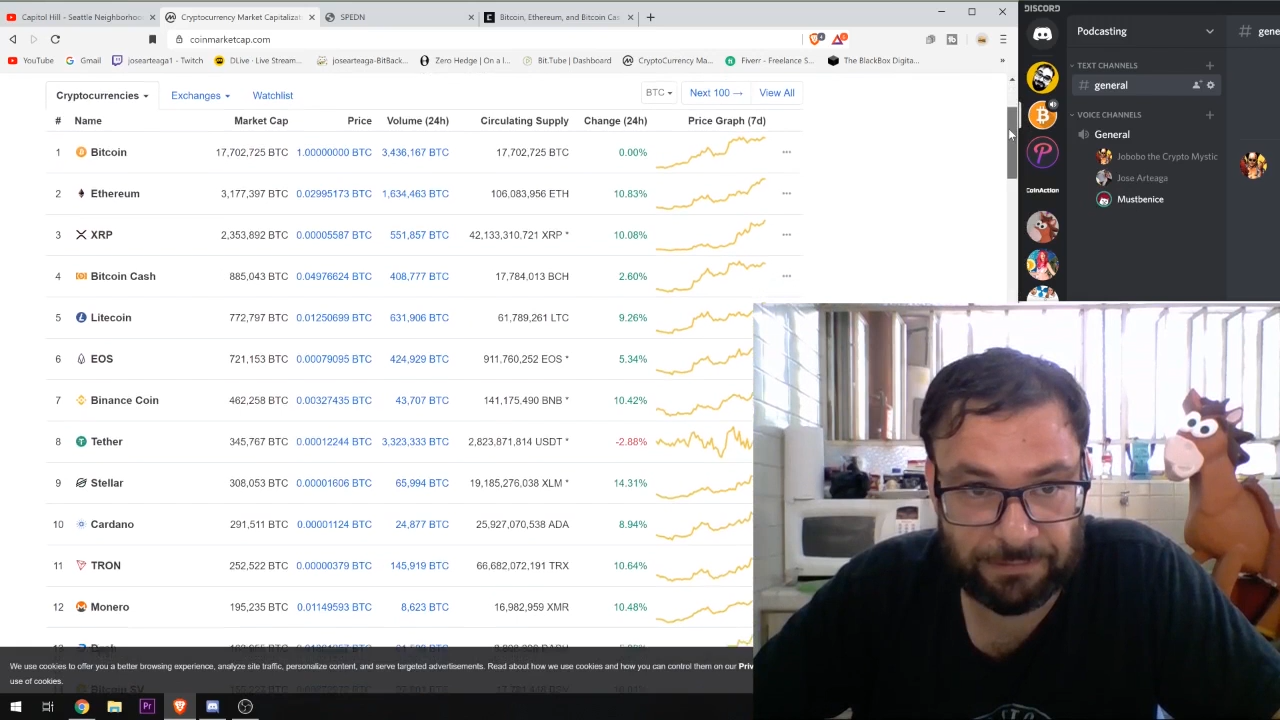 Capitol Hill - Seattle Neighborhoo
Cryptocurrency Market Capitalizat
SPEDN
Bitcoin, Ethereum, and Bitcoin Ca
coinmarketcap.com
YouTube
Gmail
josearteaga1 - Twitch
DLive · Live Stream...
josearteaga-BitBack...
Zero Hedge | On a l...
Bit.Tube | Dashboard
CryptoCurrency Ma...
Fiverr - Freelance S...
The BlackBox Digita...
Cryptocurrencies
Exchanges
Watchlist
BTC
Next 100 →
View All
# Name Market Cap Price Volume (24h) Circulating Supply Change (24h) Price Graph (7d)
1 Bitcoin 17,702,725 BTC 1.00000000 BTC 3,436,167 BTC 17,702,725 BTC 0.00%
2 Ethereum 3,177,397 BTC 0.02995173 BTC 1,634,463 BTC 106,083,956 ETH 10.83%
3 XRP 2,353,892 BTC 0.00005587 BTC 551,857 BTC 42,133,310,721 XRP * 10.08%
4 Bitcoin Cash 885,043 BTC 0.04976624 BTC 408,777 BTC 17,784,013 BCH 2.60%
5 Litecoin 772,797 BTC 0.01250699 BTC 631,906 BTC 61,789,261 LTC 9.26%
6 EOS 721,153 BTC 0.00079095 BTC 424,929 BTC 911,760,252 EOS * 5.34%
7 Binance Coin 462,258 BTC 0.00327435 BTC 43,707 BTC 141,175,490 BNB * 10.42%
8 Tether 345,767 BTC 0.00012244 BTC 3,323,333 BTC 2,823,871,814 USDT * -2.88%
9 Stellar 308,053 BTC 0.00001606 BTC 65,994 BTC 19,185,276,038 XLM * 14.31%
10 Cardano 291,511 BTC 0.00001124 BTC 24,877 BTC 25,927,070,538 ADA 8.94%
11 TRON 252,522 BTC 0.00000379 BTC 145,919 BTC 66,682,072,191 TRX 10.64%
12 Monero 195,235 BTC 0.01149593 BTC 8,623 BTC 16,982,959 XMR 10.48%
We use cookies to offer you a better browsing experience, analyze site traffic, personalize content, and serve targeted advertisements. Read about how we use cookies and how you can control them on our Priv
use of cookies.
DISCORD
Podcasting
# gene
TEXT CHANNELS
# general
VOICE CHANNELS
General
Jobobo the Crypto Mystic
Jose Arteaga
Mustbenice
CoinAction
Pr